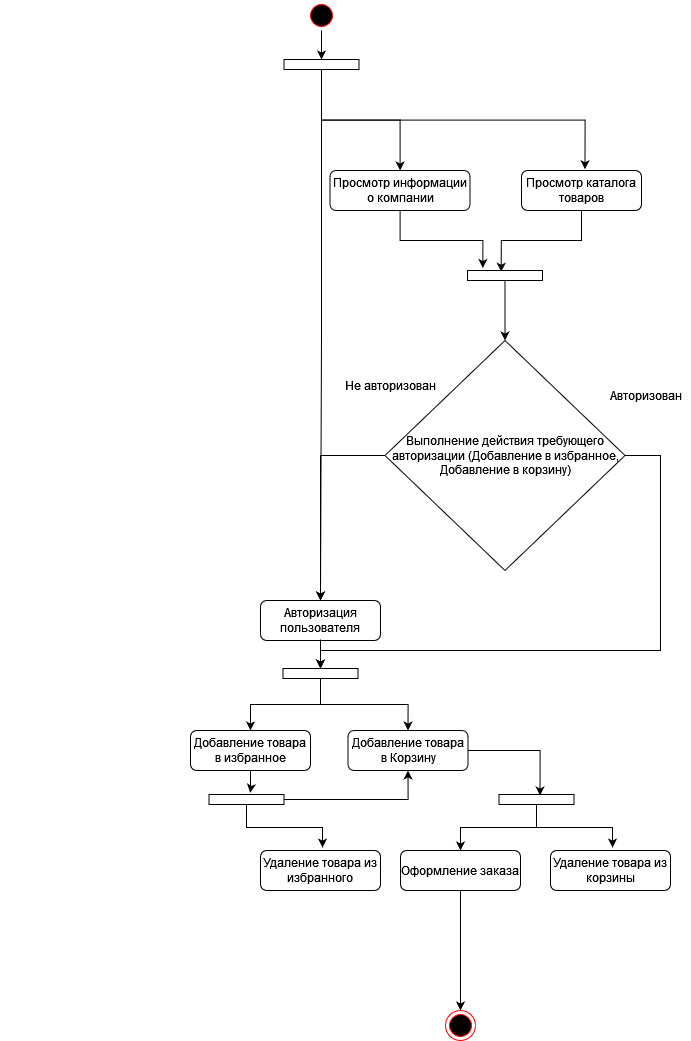 Просмотр информации
о компании
Просмотр каталога
товаров
Не авторизован
Авторизован
Выполнение действия требующего
авторизации (Добавление в избранное,
Добавление в корзину)
Авторизация
пользователя
Добавление товара
в избранное
Добавление товара
в Корзину
Удаление товара из
избранного
Оформление заказа
Удаление товара из
корзины